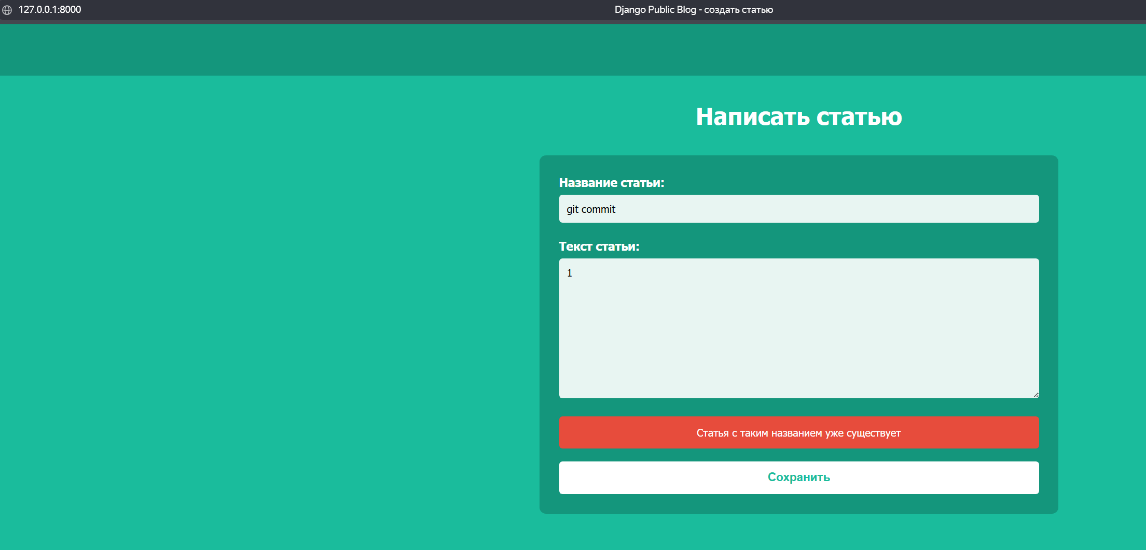 127.0.0.1:8000
Django Public Blog - создать статью
Написать статью
Название статьи:
git commit
Текст статьи:
1
Статья с таким названием уже существует
Сохранить